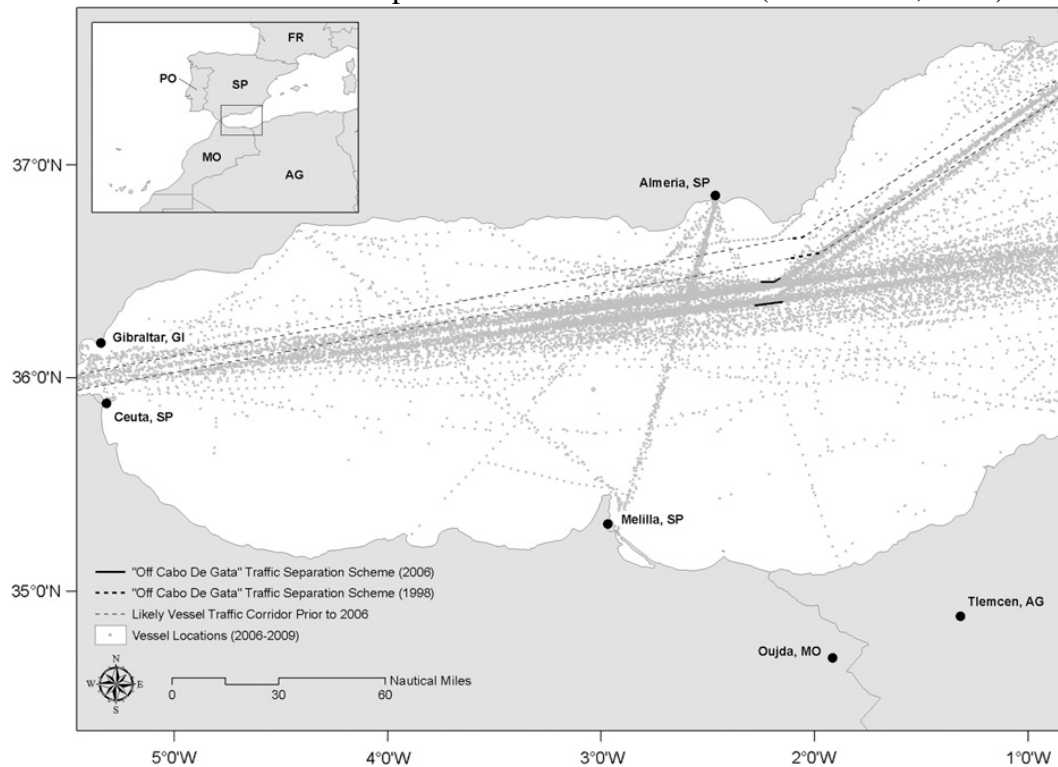 FR
PO
SP
MO
AG
37°0'N
Almeria, SP
Gibraltar, GI
36°0'N
Ceuta, SP
Melilla, SP
"Off Cabo De Gata" Traffic Separation Scheme (2006)
35°0'N
"Off Cabo De Gata" Traffic Separation Scheme (1998)
Likely Vessel Traffic Corridor Prior to 2006
Tlemcen, AG
Vessel Locations (2006-2009)
Oujda, MO
N
W E
S
Nautical Miles
0 30 60
5°0'W 4°0'W 3°0'W 2°0'W 1°0'W